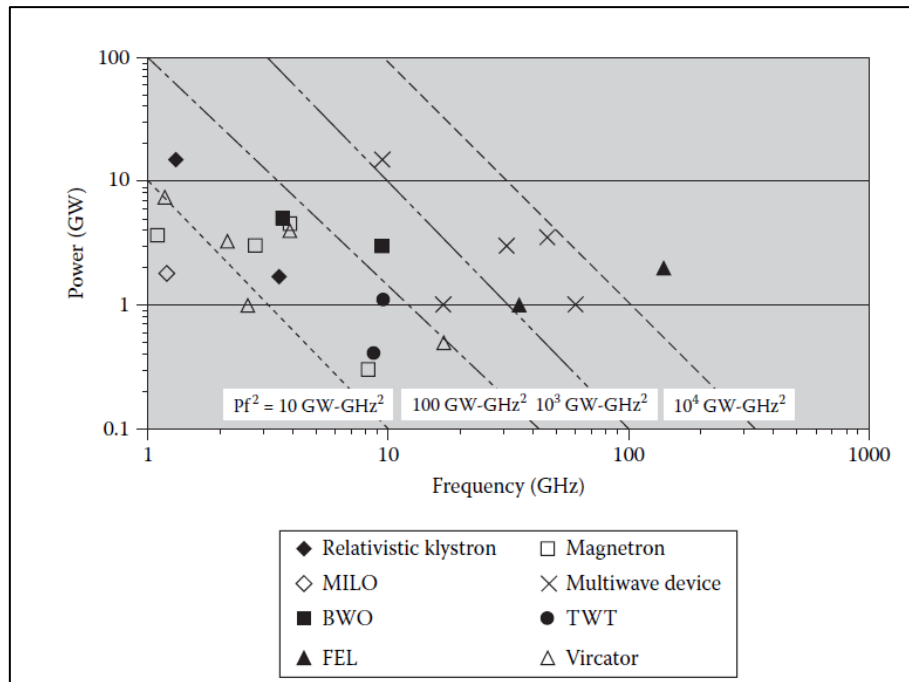 100
10
1
0.1
Power (GW)
Pf² = 10 GW-GHz²
100 GW-GHz²
10³ GW-GHz²
10⁴ GW-GHz²
1
10
100
1000
Frequency (GHz)
Relativistic klystron
Magnetron
MILO
Multiwave device
BWO
TWT
FEL
Vircator